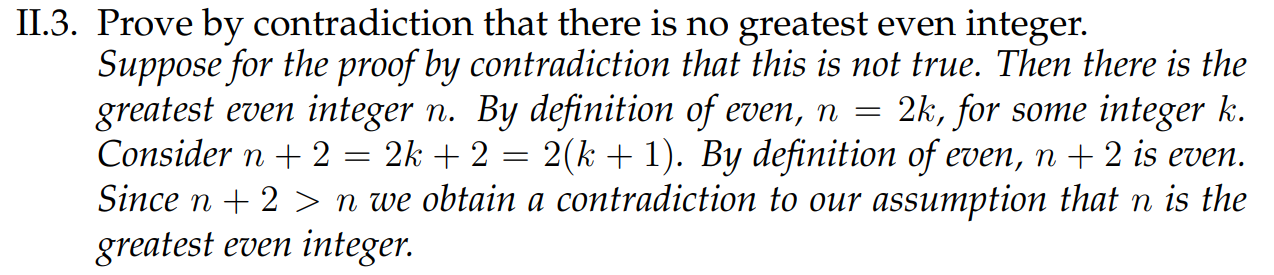 II.3. Prove by contradiction that there is no greatest even integer.
Suppose for the proof by contradiction that this is not true. Then there is the
greatest even integer n. By definition of even, n = 2k, for some integer k.
Consider n + 2 = 2k + 2 = 2(k + 1). By definition of even, n + 2 is even.
Since n + 2 > n we obtain a contradiction to our assumption that n is the
greatest even integer.